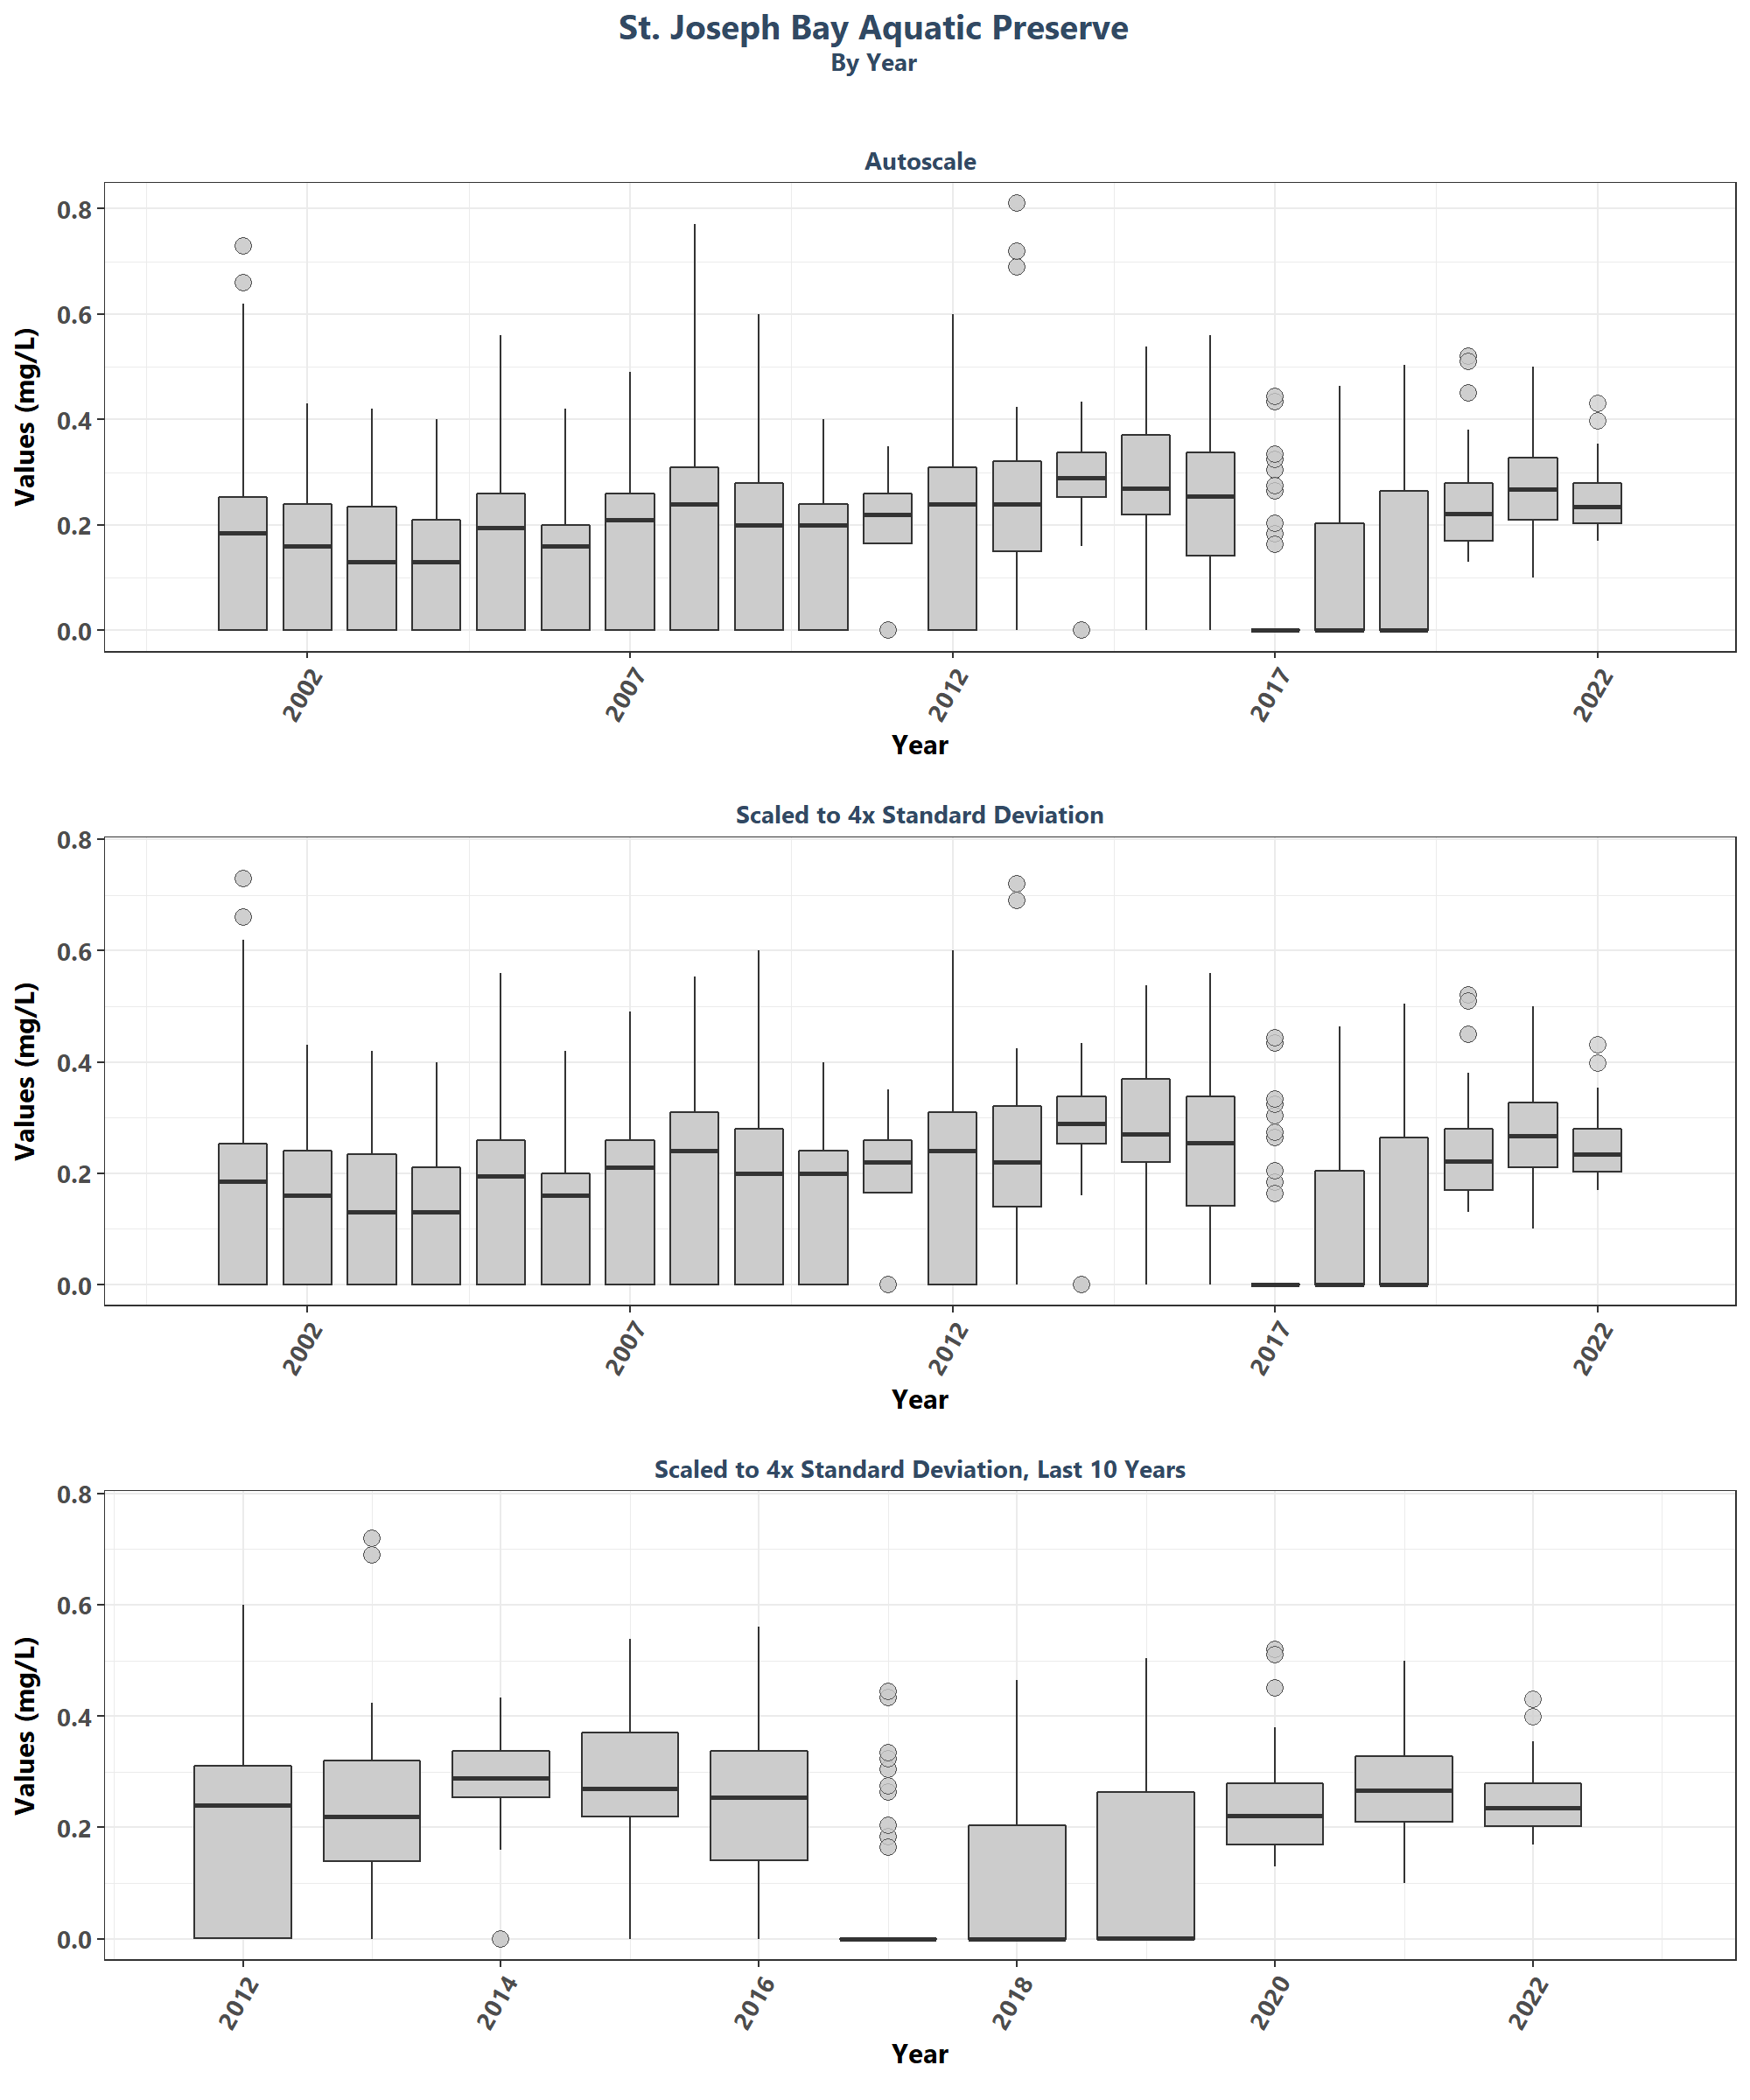 St. Joseph Bay Aquatic Preserve
By Year
Autoscale
Values (mg/L)
0.8
0.6
0.4
0.2
0.0
2002 2007 2012 2017 2022
Year
Scaled to 4x Standard Deviation
Values (mg/L)
0.8
0.6
0.4
0.2
0.0
2002 2007 2012 2017 2022
Year
Scaled to 4x Standard Deviation, Last 10 Years
Values (mg/L)
0.8
0.6
0.4
0.2
0.0
2012 2014 2016 2018 2020 2022
Year